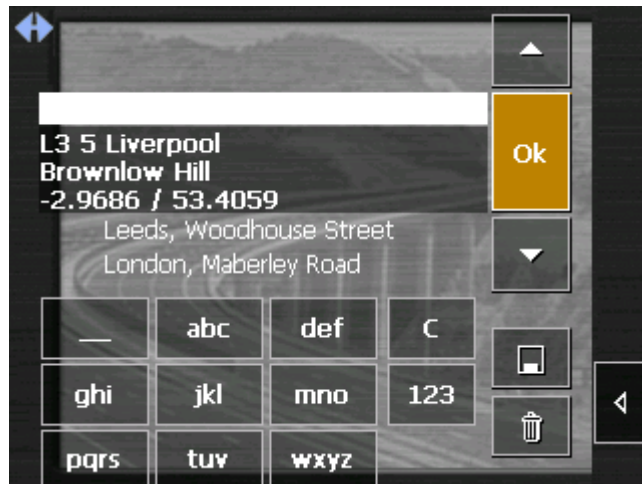 L3 5 Liverpool
Ok
Brownlow Hill
-2.9686 / 53.4059
Leeds, Woodhouse Street
London, Maberley Road
__ abc def C
ghi jkl mno 123
pqrs tuv wxyz